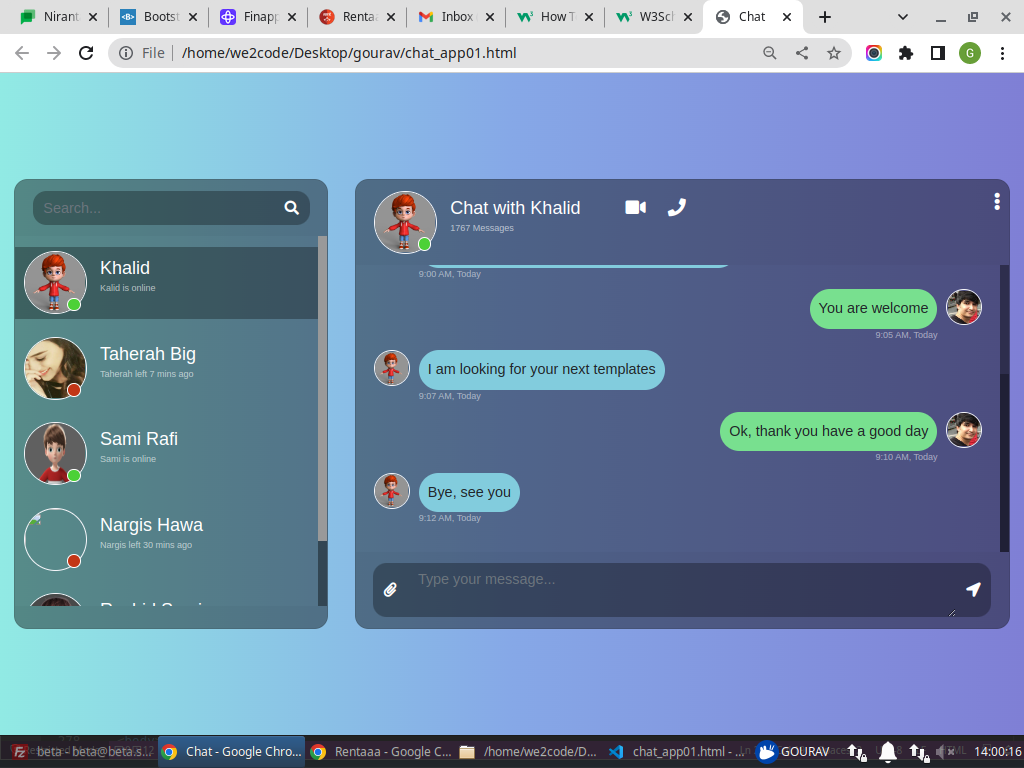 Nirant
Bootst
Finapp
Renta
Inbox
How T
W3Sch
Chat
File
/home/we2code/Desktop/gourav/chat_app01.html
G
Search...
Khalid
Kalid is online
Taherah Big
Taherah left 7 mins ago
Sami Rafi
Sami is online
Nargis Hawa
Nargis left 30 mins ago
Chat with Khalid
1767 Messages
9:00 AM, Today
You are welcome
9:05 AM, Today
I am looking for your next templates
9:07 AM, Today
Ok, thank you have a good day
9:10 AM, Today
Bye, see you
9:12 AM, Today
Type your message...
beta - beta@beta.s...
Chat - Google Chro...
Rentaaa - Google C...
/home/we2code/D...
chat_app01.html - ...
GOURAV
14:00:16